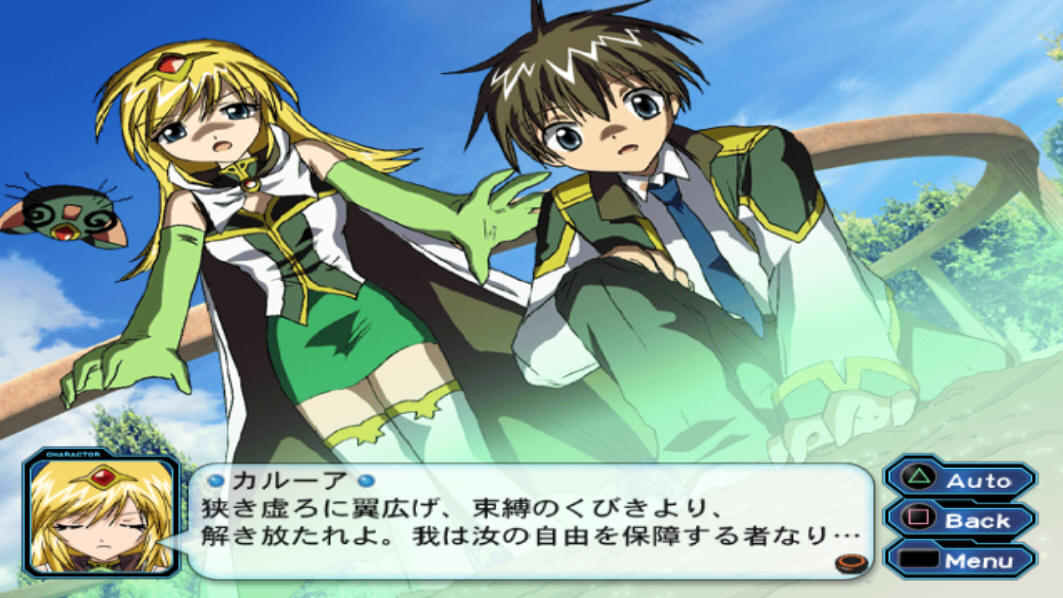 CHARACTOR
カルーア
狭き虚ろに翼広げ、束縛のくびきより、
解き放たれよ。我は汝の自由を保障する者なり…
Auto
Back
Menu